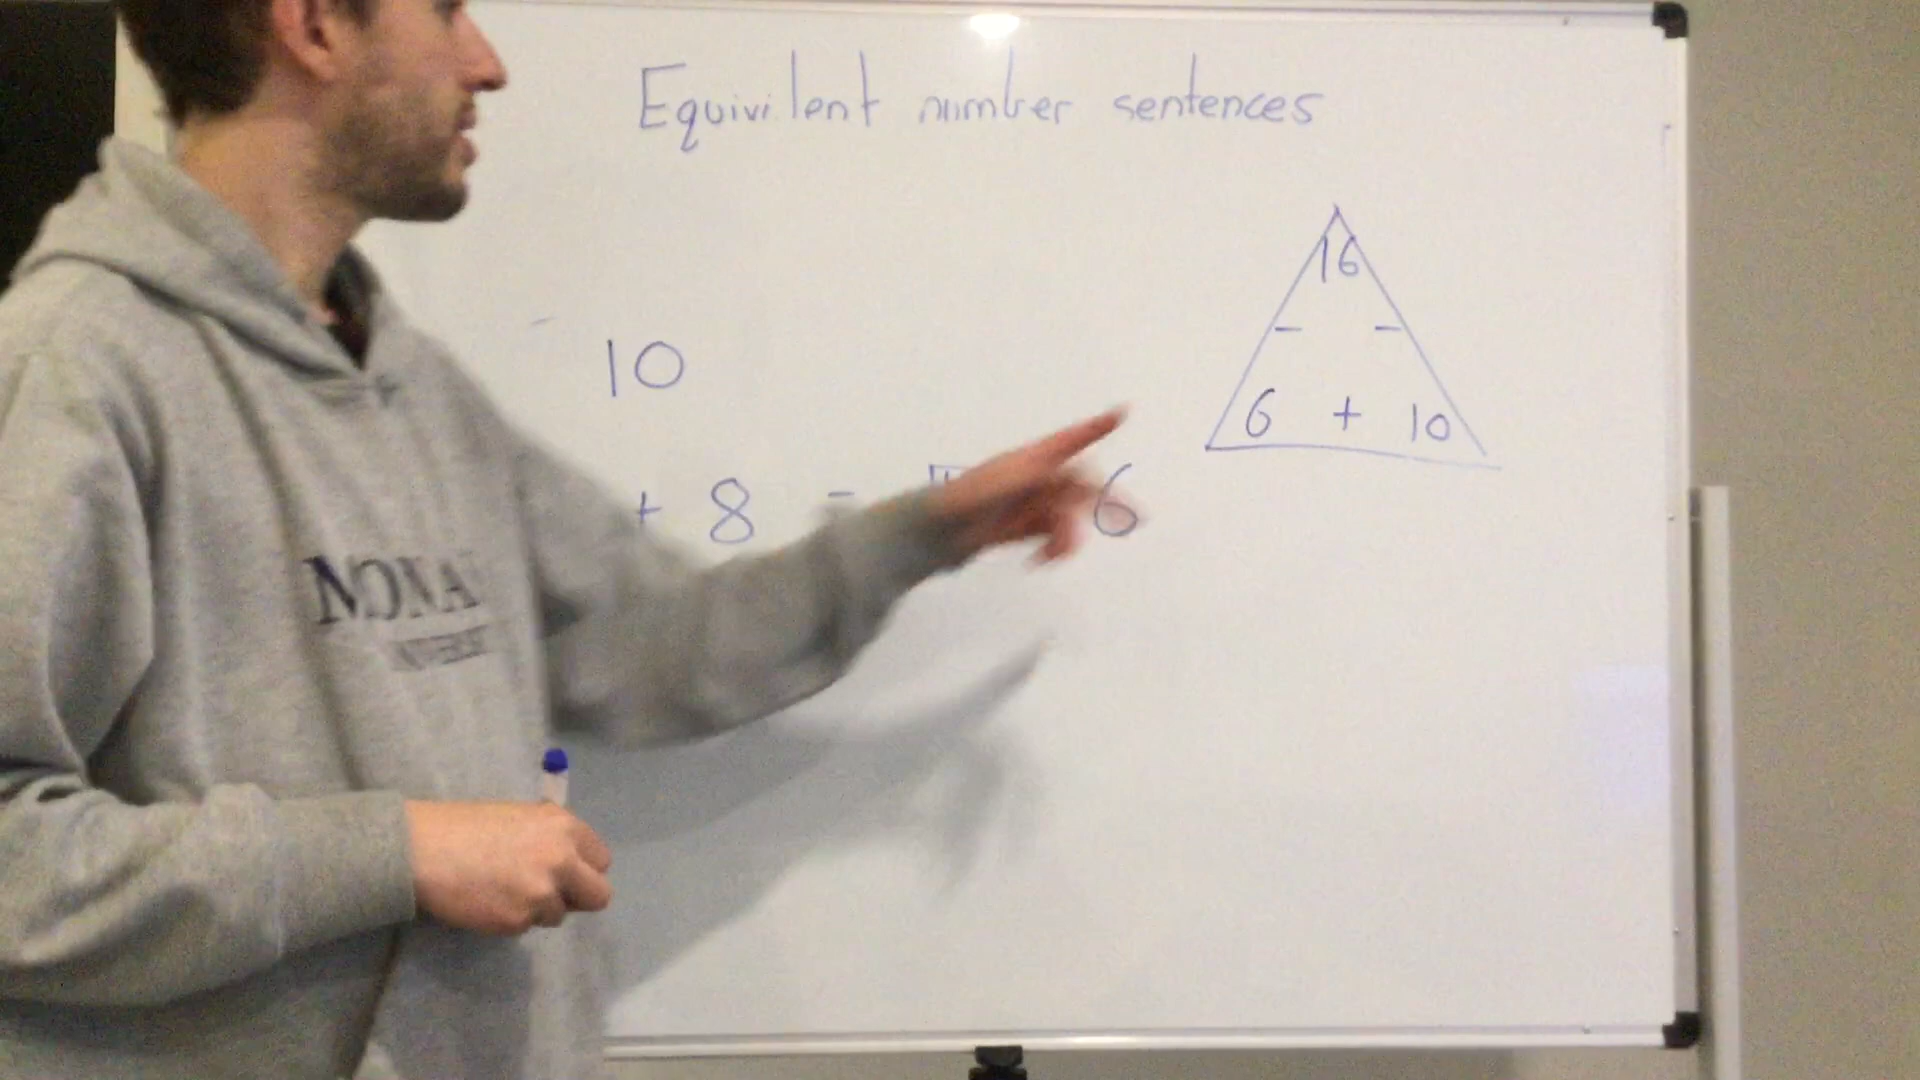 Equivilent number sentences
16
- -
10
6 + 10
+ 8 = 6